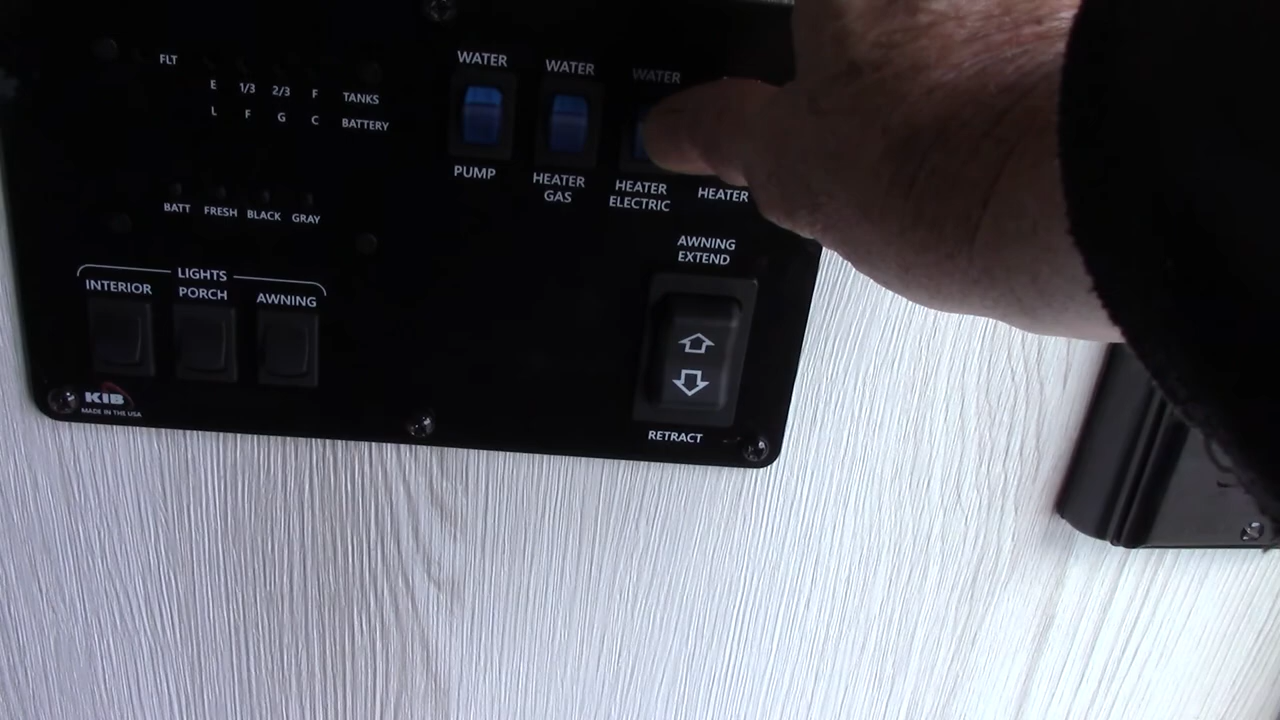 FLT
E 1/3 2/3 F TANKS
L F G C BATTERY
BATT FRESH BLACK GRAY
WATER
PUMP
WATER
HEATER
GAS
WATER
HEATER
ELECTRIC
HEATER
LIGHTS
INTERIOR PORCH AWNING
AWNING
EXTEND
RETRACT
KIB
MADE IN THE USA